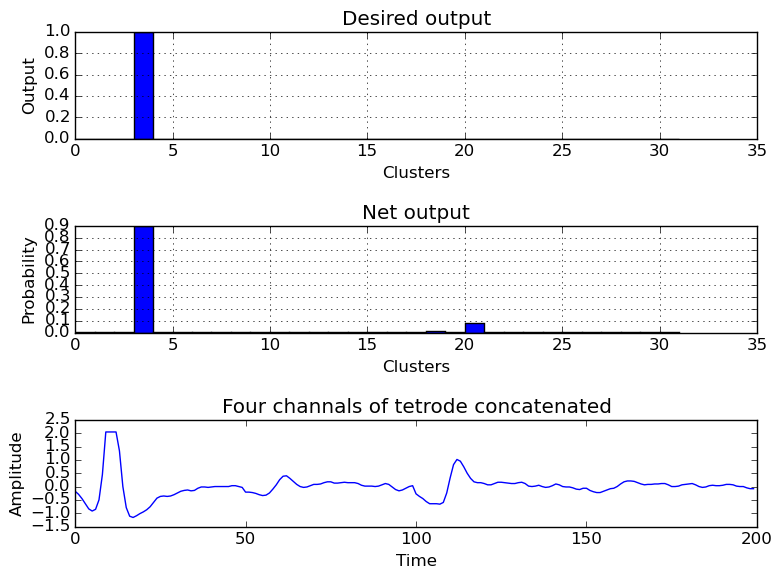 Desired output
Output
1.0
0.8
0.6
0.4
0.2
0.0
0 5 10 15 20 25 30 35
Clusters
Net output
Probability
0.9
0.8
0.7
0.6
0.5
0.4
0.3
0.2
0.1
0.0
0 5 10 15 20 25 30 35
Clusters
Four channals of tetrode concatenated
Amplitude
2.5
2.0
1.5
1.0
0.5
0.0
−0.5
−1.0
−1.5
0 50 100 150 200
Time